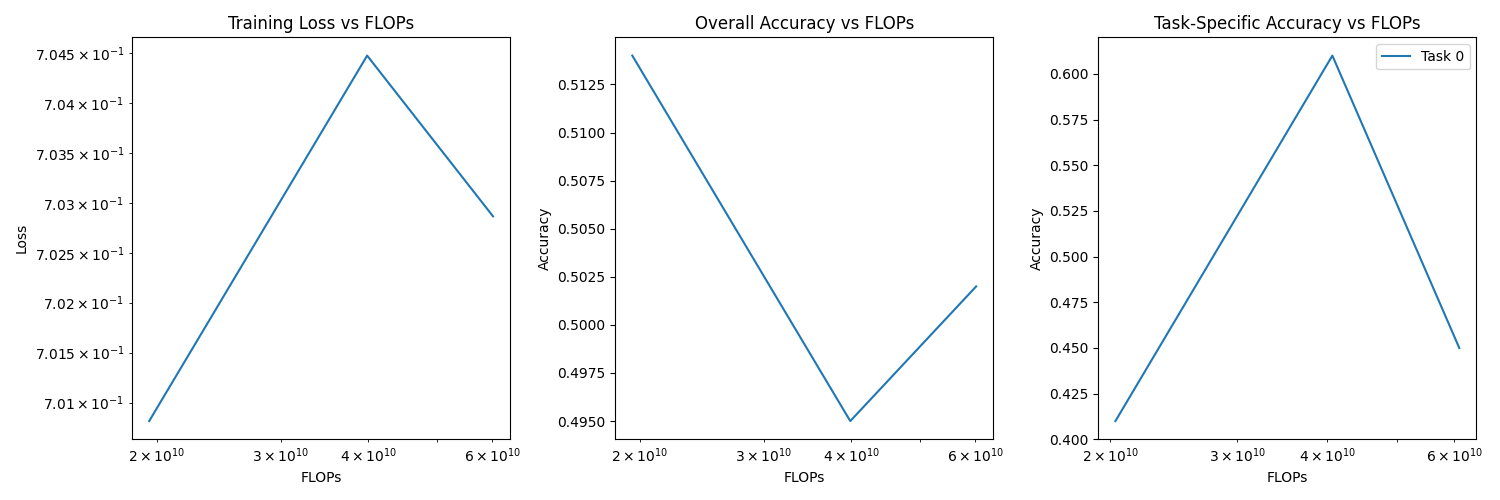 Training Loss vs FLOPs
7.045 × 10⁻¹
7.04 × 10⁻¹
7.035 × 10⁻¹
7.03 × 10⁻¹
7.025 × 10⁻¹
7.02 × 10⁻¹
7.015 × 10⁻¹
7.01 × 10⁻¹
Loss
2 × 10¹⁰ 3 × 10¹⁰ 4 × 10¹⁰ 6 × 10¹⁰
FLOPs
Overall Accuracy vs FLOPs
0.5125
0.5100
0.5075
0.5050
0.5025
0.5000
0.4975
0.4950
Accuracy
2 × 10¹⁰ 3 × 10¹⁰ 4 × 10¹⁰ 6 × 10¹⁰
FLOPs
Task-Specific Accuracy vs FLOPs
Task 0
0.600
0.575
0.550
0.525
0.500
0.475
0.450
0.425
0.400
Accuracy
2 × 10¹⁰ 3 × 10¹⁰ 4 × 10¹⁰ 6 × 10¹⁰
FLOPs